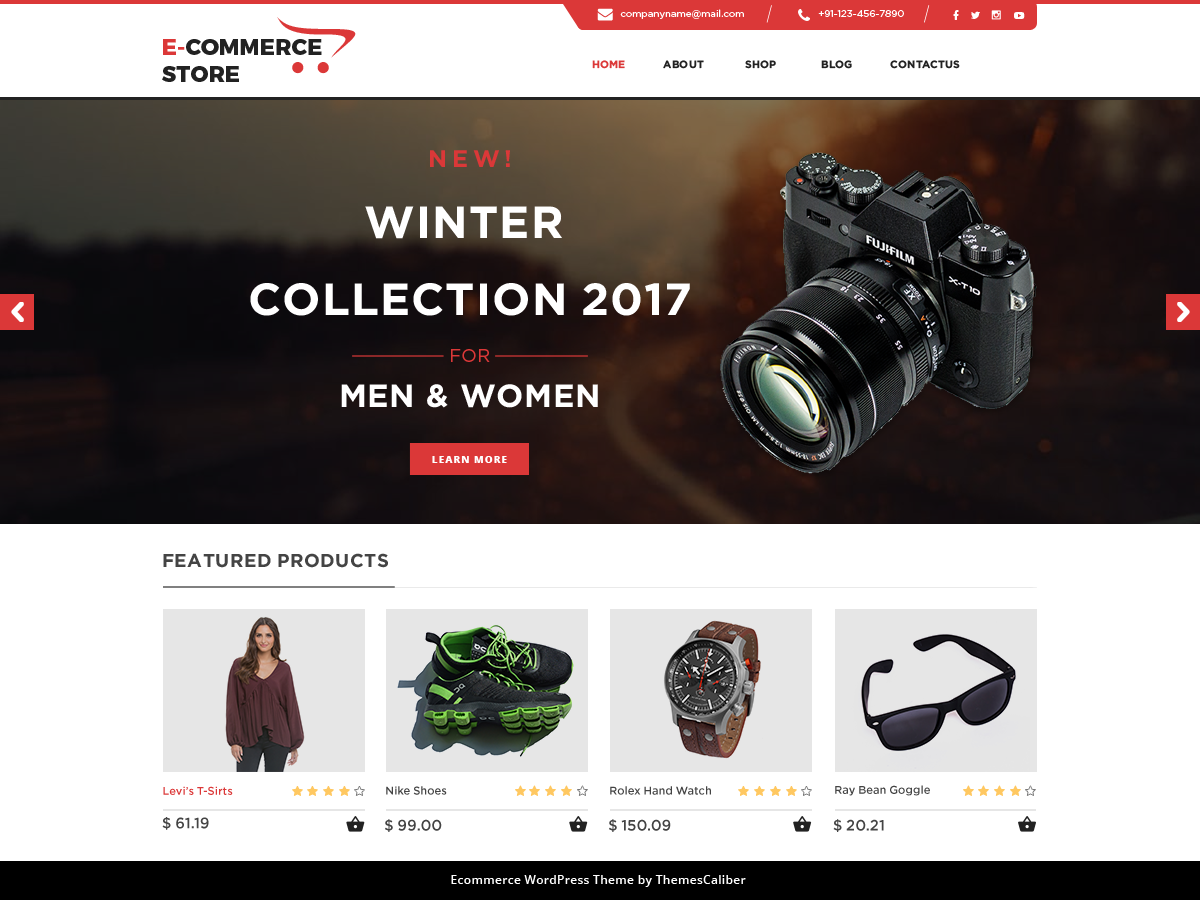 companyname@mail.com
+91-123-456-7890
E-COMMERCE
STORE
HOME
ABOUT
SHOP
BLOG
CONTACTUS
NEW!
WINTER
COLLECTION 2017
FOR
MEN & WOMEN
LEARN MORE
FUJIFILM
X-T10
FEATURED PRODUCTS
Levi's T-Sirts
Nike Shoes
Rolex Hand Watch
Ray Bean Goggle
$ 61.19
$ 99.00
$ 150.09
$ 20.21
Ecommerce WordPress Theme by ThemesCaliber